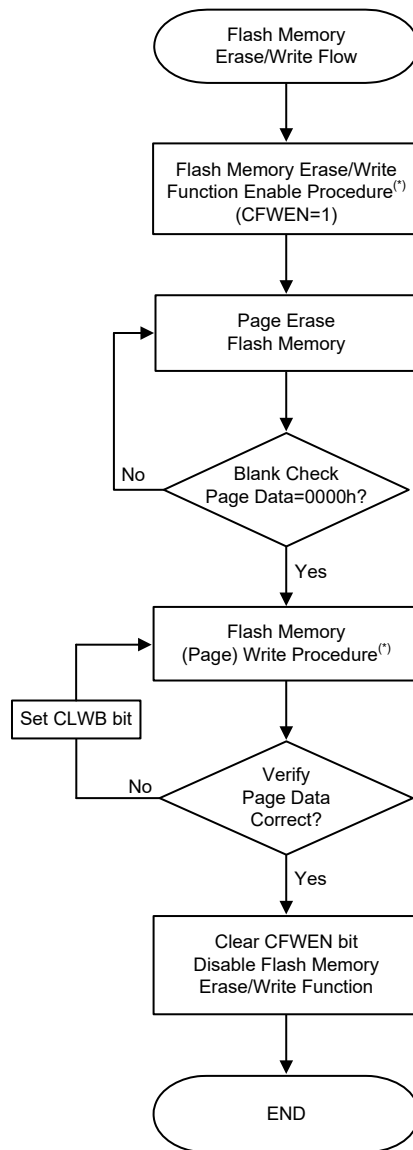 Flash Memory
Erase/Write Flow
Flash Memory Erase/Write
Function Enable Procedure(*)
(CFWEN=1)
Page Erase
Flash Memory
No
Blank Check
Page Data=0000h?
Yes
Flash Memory
(Page) Write Procedure(*)
Set CLWB bit
No
Verify
Page Data
Correct?
Yes
Clear CFWEN bit
Disable Flash Memory
Erase/Write Function
END